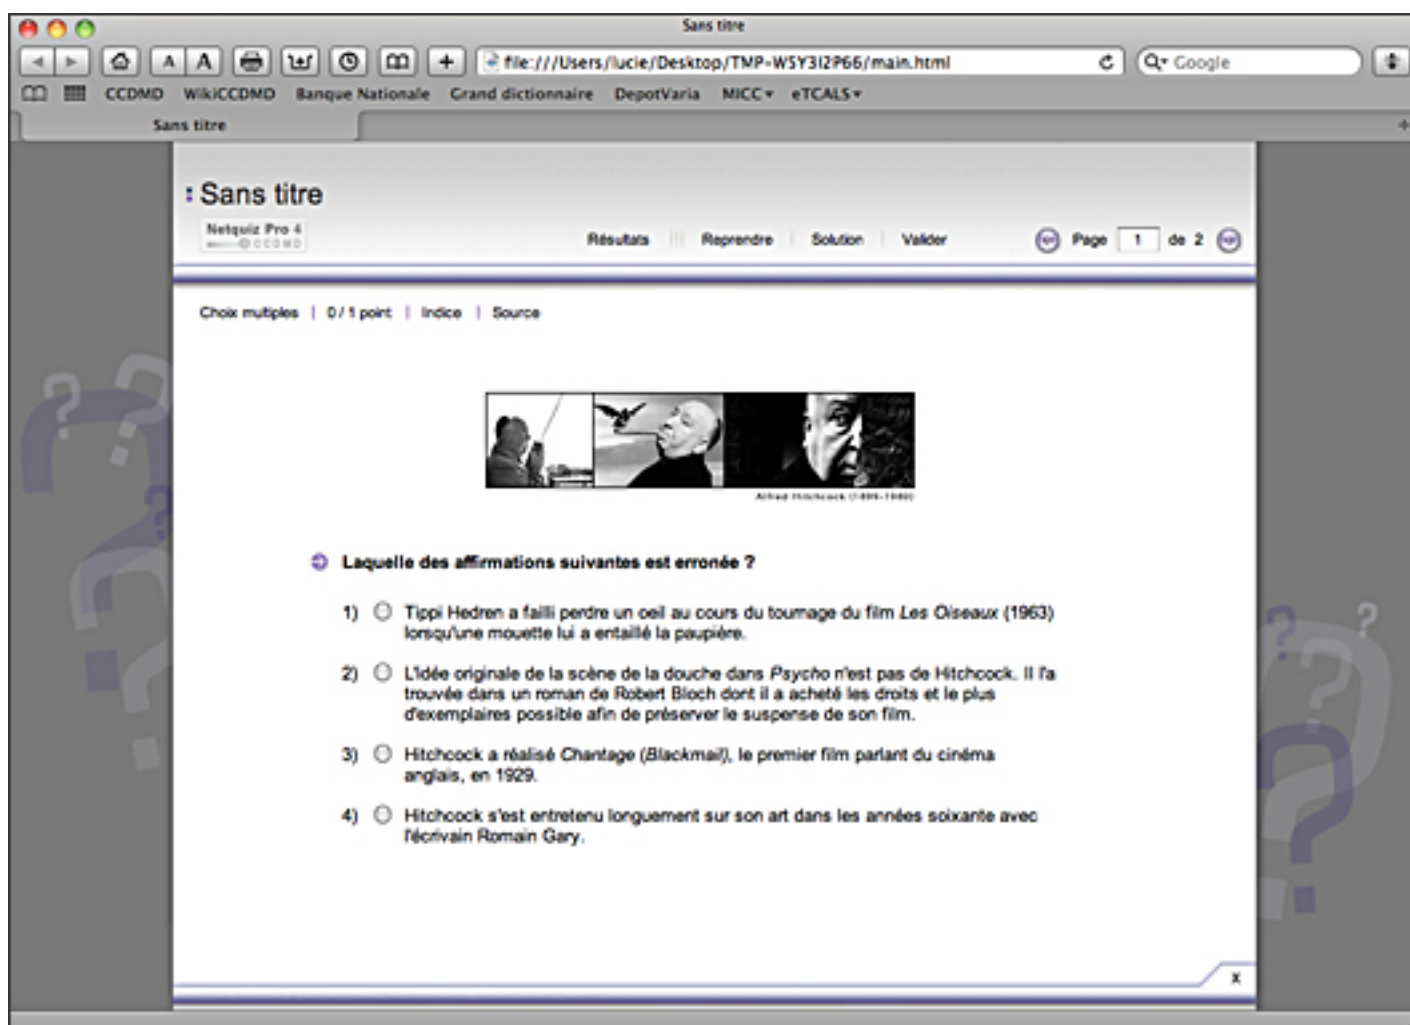 Sans titre
file:///Users/lucie/Desktop/TMP-WSY3I2P66/main.html
Google
CCDMD WikiCCDMD Banque Nationale Grand dictionnaire DepotVaria MICC eTCALS
Sans titre
Sans titre
Netquiz Pro 4
CCDMD
Résultats Reprendre Solution Valider Page 1 de 2
Choix multiples | 0 / 1 point | Indice | Source
Alfred Hitchcock (1899-1980)
Laquelle des affirmations suivantes est erronée ?
1) Tippi Hedren a failli perdre un oeil au cours du tournage du film Les Oiseaux (1963)
lorsqu'une mouette lui a entaillé la paupière.
2) L'idée originale de la scène de la douche dans Psycho n'est pas de Hitchcock. Il l'a
trouvée dans un roman de Robert Bloch dont il a acheté les droits et le plus
d'exemplaires possible afin de préserver le suspense de son film.
3) Hitchcock a réalisé Chantage (Blackmail), le premier film parlant du cinéma
anglais, en 1929.
4) Hitchcock s'est entretenu longuement sur son art dans les années soixante avec
l'écrivain Romain Gary.
X